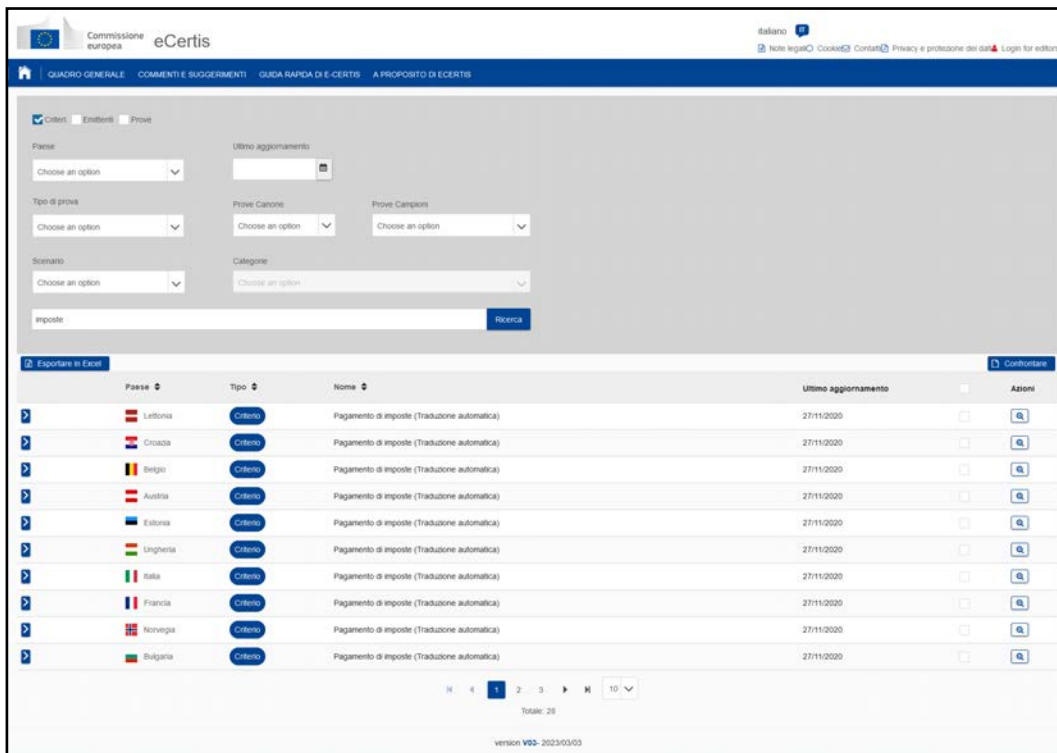 Commissione
europea
eCertis
italiano IT
Note legali Cookies Contatti Privacy e protezione dei dati Login for editors
QUADRO GENERALE COMMENTI E SUGGERIMENTI GUIDA RAPIDA DI E-CERTIS A PROPOSITO DI ECERTIS
Criteri Emittenti Prove
Paese Ultimo aggiornamento
Choose an option
Tipo di prova Prove Canone Prove Campioni
Choose an option Choose an option Choose an option
Scenario Categorie
Choose an option Choose an option
imposte Ricerca
Esportare in Excel Confrontare
Paese Tipo Nome Ultimo aggiornamento Azioni
Lettonia Criterio Pagamento di imposte (Traduzione automatica) 27/11/2020
Croazia Criterio Pagamento di imposte (Traduzione automatica) 27/11/2020
Belgio Criterio Pagamento di imposte (Traduzione automatica) 27/11/2020
Austria Criterio Pagamento di imposte (Traduzione automatica) 27/11/2020
Estonia Criterio Pagamento di imposte (Traduzione automatica) 27/11/2020
Ungheria Criterio Pagamento di imposte (Traduzione automatica) 27/11/2020
Italia Criterio Pagamento di imposte (Traduzione automatica) 27/11/2020
Francia Criterio Pagamento di imposte (Traduzione automatica) 27/11/2020
Norvegia Criterio Pagamento di imposte (Traduzione automatica) 27/11/2020
Bulgaria Criterio Pagamento di imposte (Traduzione automatica) 27/11/2020
1 2 3 10
Totale: 28
version V03- 2023/03/03